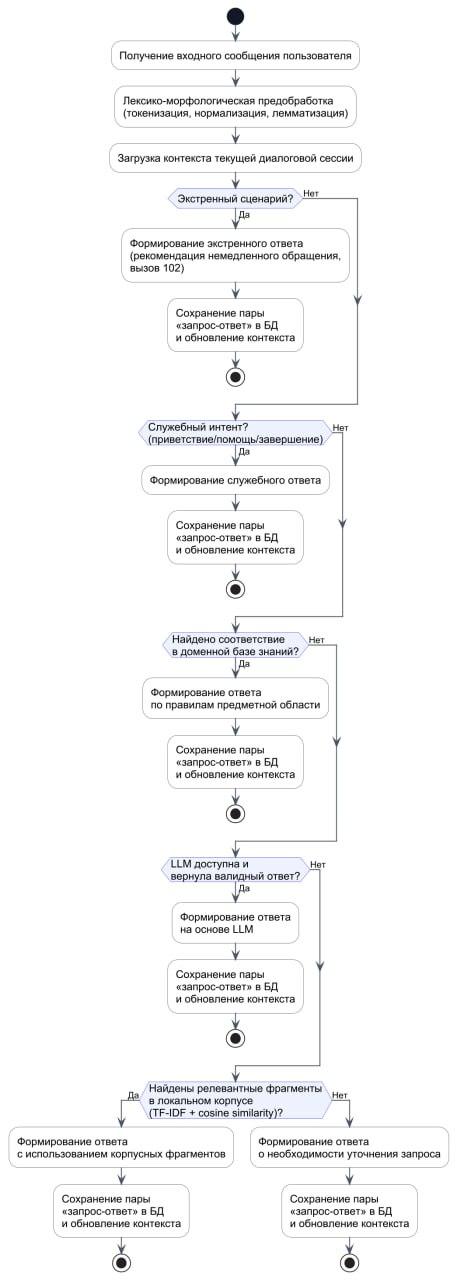 Получение входного сообщения пользователя
Лексико-морфологическая предобработка
(токенизация, нормализация, лемматизация)
Загрузка контекста текущей диалоговой сессии
Экстренный сценарий?
Нет
Да
Формирование экстренного ответа
(рекомендация немедленного обращения,
вызов 102)
Сохранение пары
«запрос-ответ» в БД
и обновление контекста
Служебный интент?
(приветствие/помощь/завершение)
Нет
Да
Формирование служебного ответа
Сохранение пары
«запрос-ответ» в БД
и обновление контекста
Найдено соответствие
в доменной базе знаний?
Нет
Да
Формирование ответа
по правилам предметной области
Сохранение пары
«запрос-ответ» в БД
и обновление контекста
LLM доступна и
вернула валидный ответ?
Нет
Да
Формирование ответа
на основе LLM
Сохранение пары
«запрос-ответ» в БД
и обновление контекста
Найдены релевантные фрагменты
в локальном корпусе
(TF-IDF + cosine similarity)?
Да
Нет
Формирование ответа
с использованием корпусных фрагментов
Сохранение пары
«запрос-ответ» в БД
и обновление контекста
Формирование ответа
о необходимости уточнения запроса
Сохранение пары
«запрос-ответ» в БД
и обновление контекста